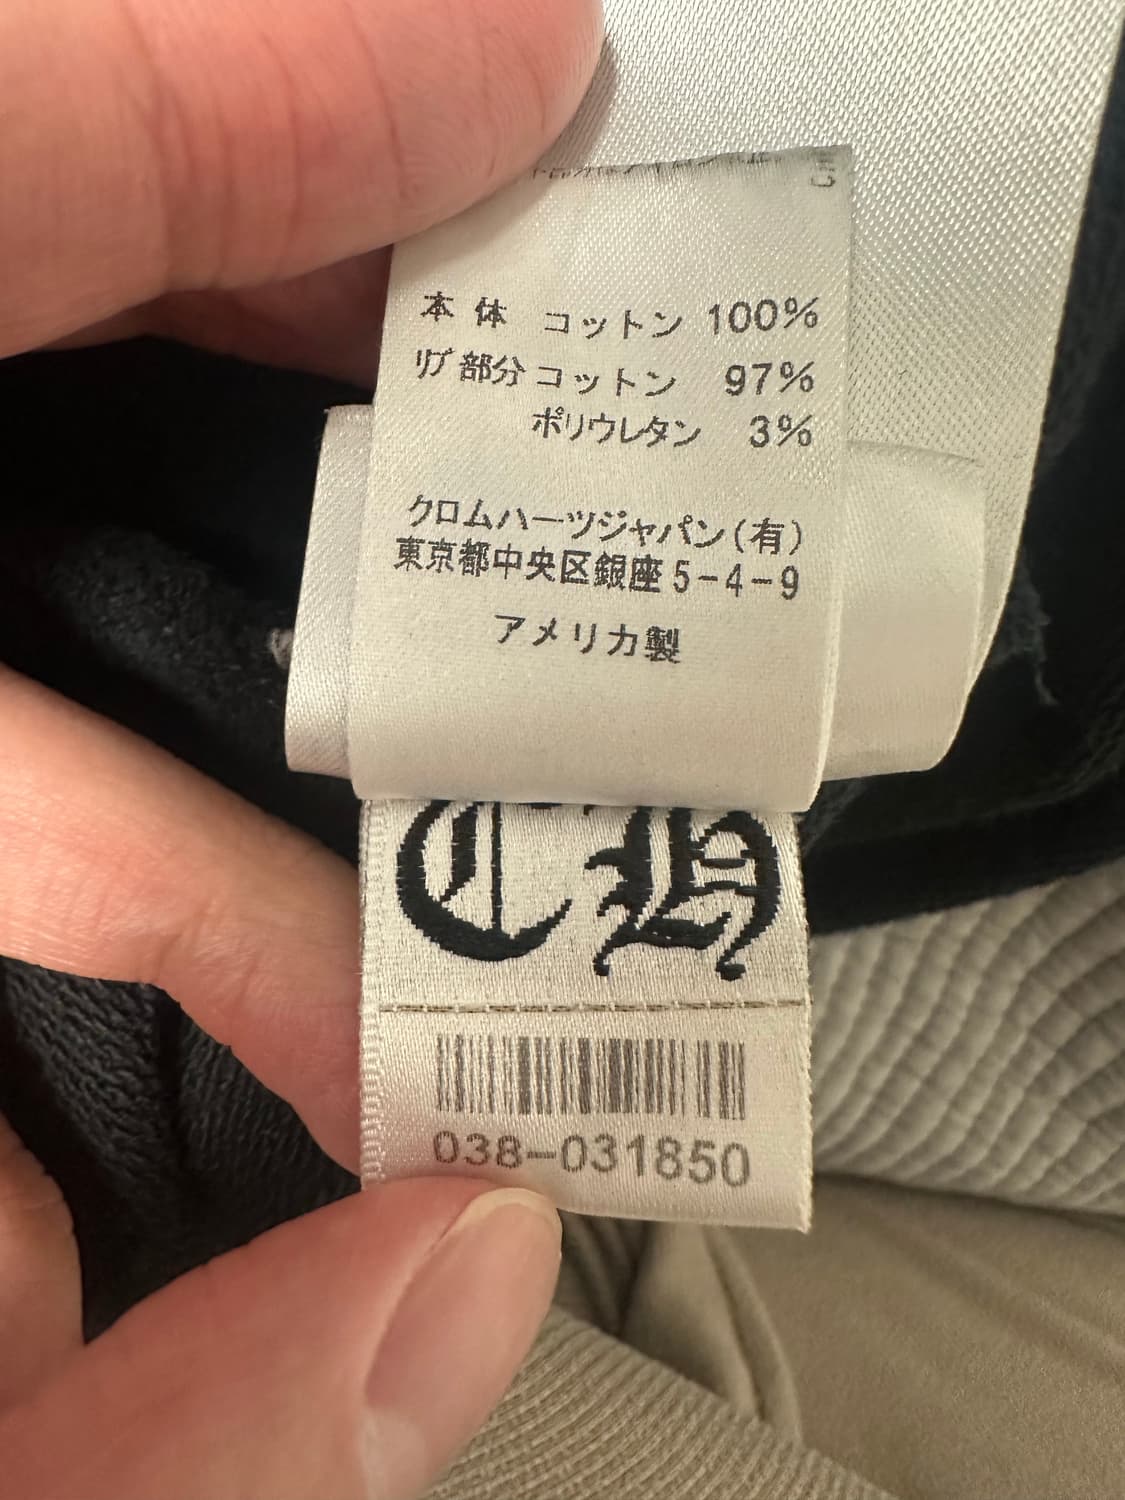 本体 コットン 100%
リブ部分 コットン 97%
ポリウレタン 3%
クロムハーツジャパン(有)
東京都中央区銀座5-4-9
アメリカ製
CH
038-031850